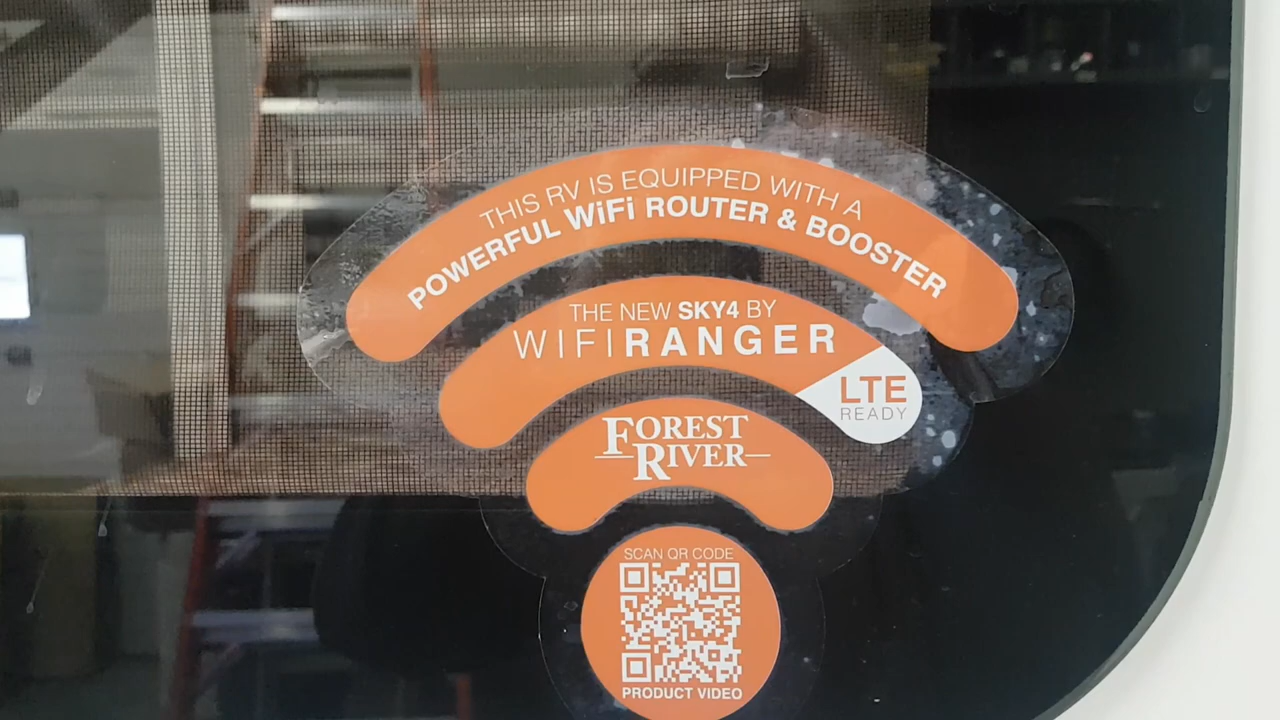 THIS RV IS EQUIPPED WITH A
POWERFUL WiFi ROUTER & BOOSTER
THE NEW SKY4 BY
WIFIRANGER
LTE
READY
FOREST
RIVER
SCAN QR CODE
PRODUCT VIDEO